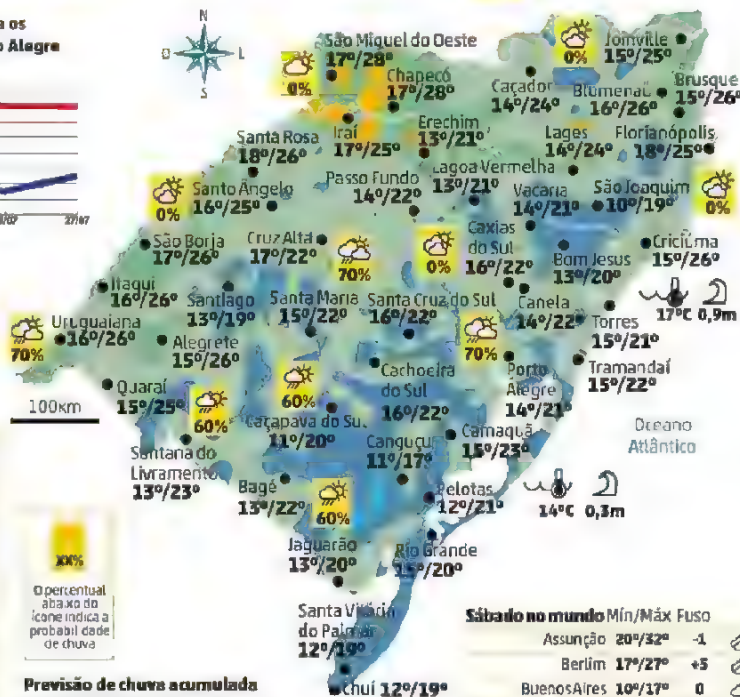 a os
o Alegre
27/07
N
O
L
S
São Miguel do Oeste
17º/28º
0%
Chapecó
17º/28º
0%
Joinville
15º/25º
Caçador
14º/24º
Blumenau
16º/26º
Brusque
15º/26º
Iraí
17º/25º
Erechim
13º/21º
Lages
14º/24º
Florianópolis
18º/25º
Santa Rosa
18º/26º
Passo Fundo
14º/22º
Lagoa Vermelha
13º/21º
Vacaria
14º/21º
São Joaquim
10º/19º
0%
0%
Santo Ângelo
16º/25º
São Borja
17º/26º
Cruz Alta
17º/22º
70%
0%
Caxias
do Sul
16º/22º
Bom Jesus
13º/20º
Criciúma
15º/26º
17ºC 0,9m
Itaqui
16º/26º
Santiago
13º/19º
Santa Maria
15º/22º
Santa Cruz do Sul
16º/22º
Canela
14º/22º
Torres
15º/21º
70%
Uruguaiana
16º/26º
Alegrete
15º/26º
70%
Porto
Alegre
14º/21º
Tramandaí
15º/22º
Quaraí
15º/25º
100km
60%
60%
Cachoeira
do Sul
16º/22º
Caçapava do Sul
11º/20º
Canguçu
11º/17º
Camaquã
15º/23º
Oceano
Atlântico
Santana do
Livramento
13º/23º
Bagé
13º/22º
60%
Pelotas
12º/21º
14ºC 0,3m
Jaguarão
13º/20º
Rio Grande
15º/20º
XX%
O percentual
abaixo do
ícone indica a
probabilidade
de chuva
Santa Vitória
do Palmar
12º/19º
Chuí 12º/19º
Previsão de chuva acumulada
Sábado no mundo Mín/Máx Fuso
Assunção 20º/32º -1
Berlim 17º/27º +5
Buenos Aires 10º/17º 0